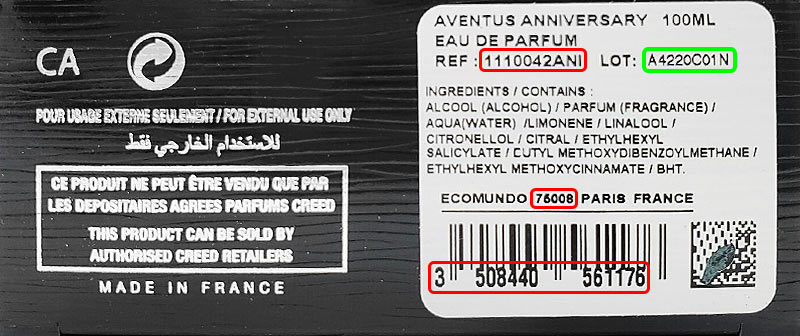 CA
POUR USAGE EXTERNE SEULEMENT / FOR EXTERNAL USE ONLY
للاستخدام الخارجي فقط
CE PRODUIT NE PEUT ÊTRE VENDU QUE PAR
LES DEPOSITAIRES AGREES PARFUMS CREED
THIS PRODUCT CAN BE SOLD BY
AUTHORISED CREED RETAILERS
MADE IN FRANCE
AVENTUS ANNIVERSARY 100ML
EAU DE PARFUM
REF : 1110042ANI LOT: A4220C01N
INGREDIENTS / CONTAINS :
ALCOOL (ALCOHOL) / PARFUM (FRAGRANCE) /
AQUA(WATER) /LIMONENE / LINALOOL /
CITRONELLOL / CITRAL / ETHYLHEXYL
SALICYLATE / BUTYL METHOXYDIBENZOYLMETHANE /
ETHYLHEXYL METHOXYCINNAMATE / BHT.
ECOMUNDO 75008 PARIS FRANCE
3 508440 561176